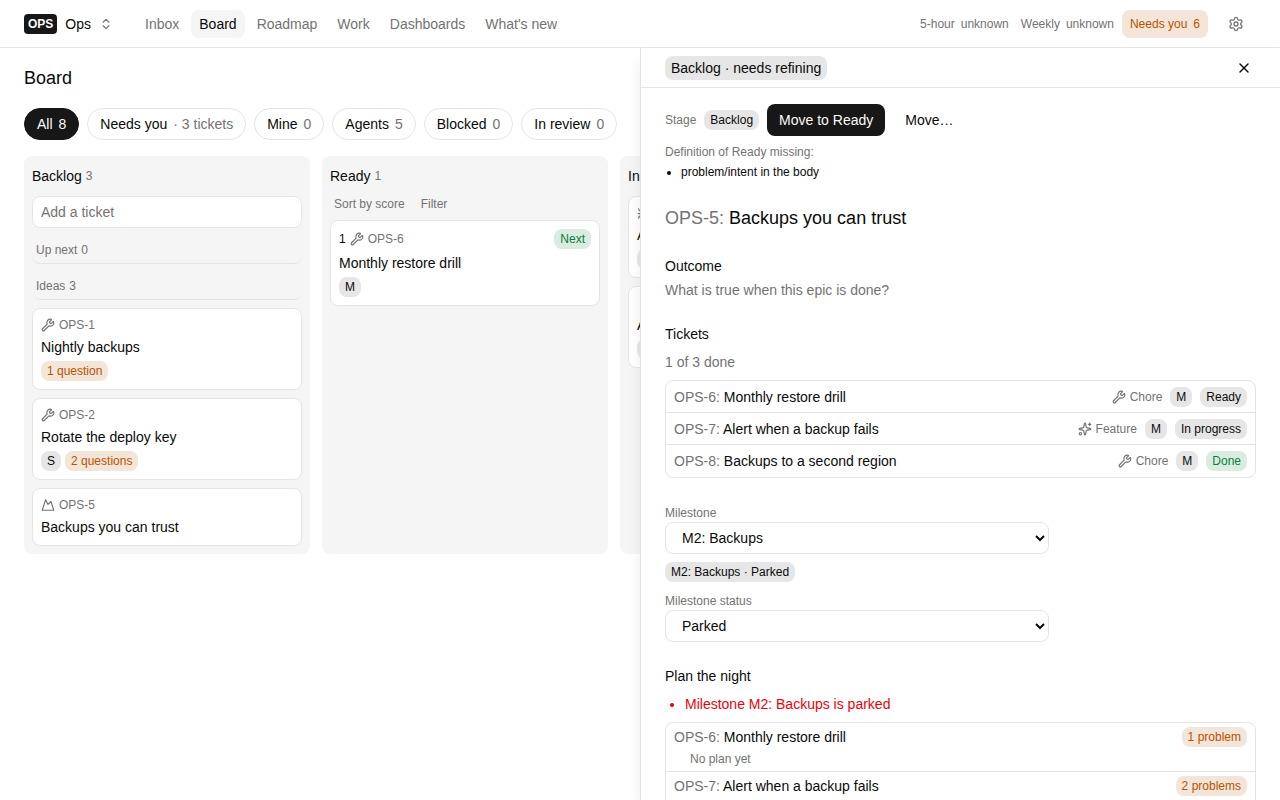 OPS Ops Inbox Board Roadmap Work Dashboards What's new 5-hour unknown Weekly unknown Needs you 6
Board
All 8 Needs you · 3 tickets Mine 0 Agents 5 Blocked 0 In review 0
Backlog 3
Add a ticket
Up next 0
Ideas 3
OPS-1
Nightly backups
1 question
OPS-2
Rotate the deploy key
S 2 questions
OPS-5
Backups you can trust
Ready 1
Sort by score Filter
1 OPS-6 Next
Monthly restore drill
M
In
Backlog · needs refining
Stage Backlog Move to Ready Move…
Definition of Ready missing:
• problem/intent in the body
OPS-5: Backups you can trust
Outcome
What is true when this epic is done?
Tickets
1 of 3 done
OPS-6: Monthly restore drill Chore M Ready
OPS-7: Alert when a backup fails Feature M In progress
OPS-8: Backups to a second region Chore M Done
Milestone
M2: Backups
M2: Backups · Parked
Milestone status
Parked
Plan the night
• Milestone M2: Backups is parked
OPS-6: Monthly restore drill 1 problem
No plan yet
OPS-7: Alert when a backup fails 2 problems